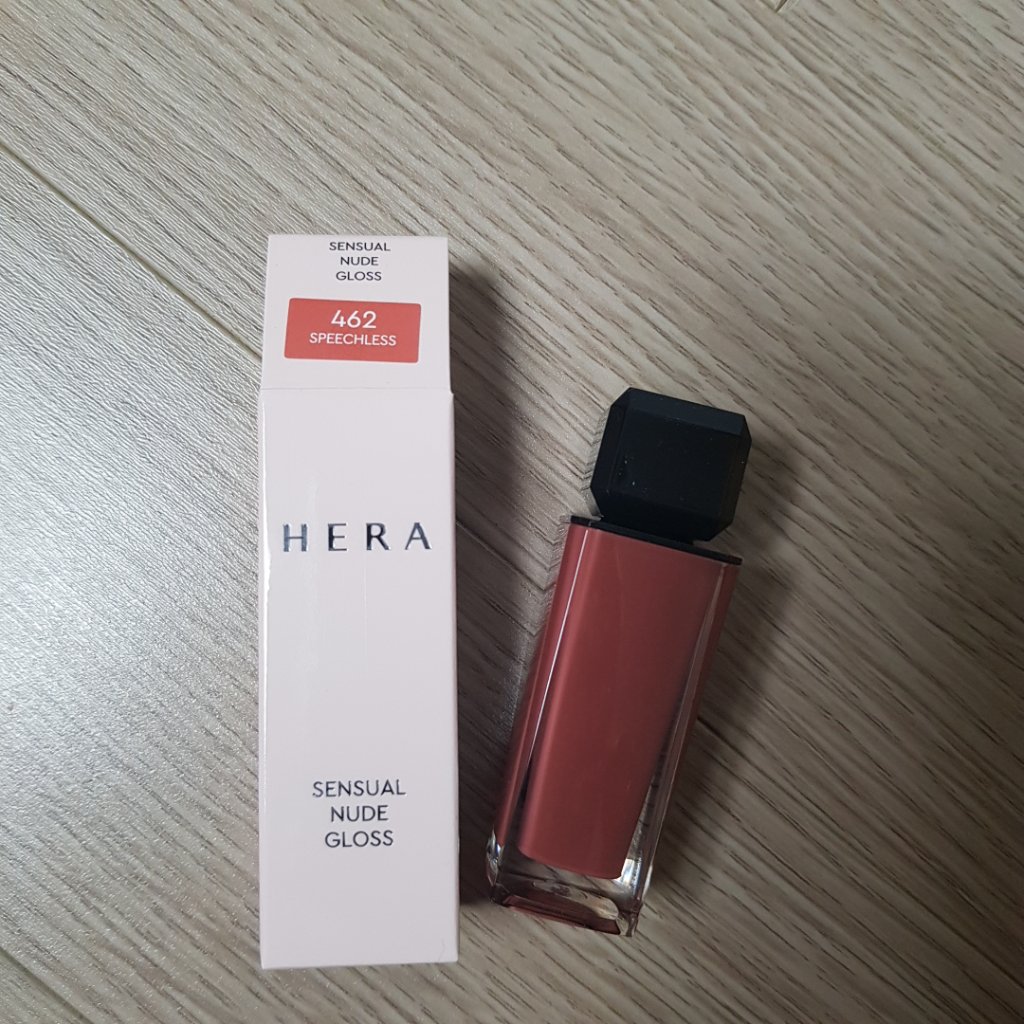 SENSUAL
NUDE
GLOSS
462
SPEECHLESS
HERA
SENSUAL
NUDE
GLOSS